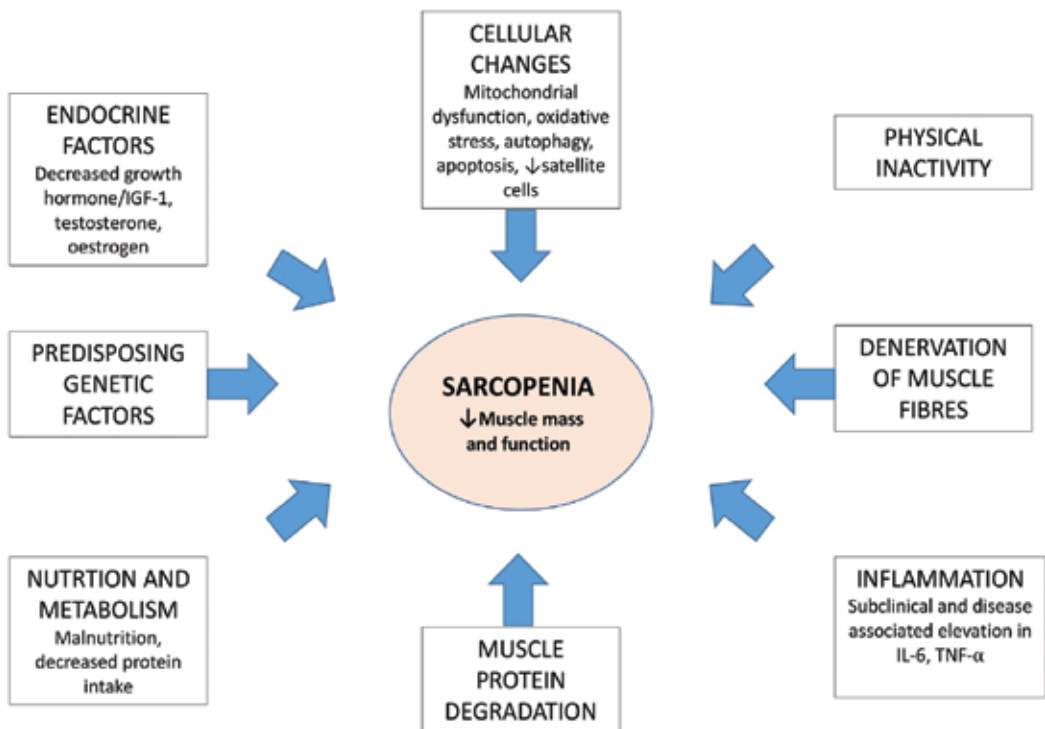 CELLULAR
CHANGES
Mitochondrial
dysfunction, oxidative
stress, autophagy,
apoptosis, ↓satellite
cells
ENDOCRINE
FACTORS
Decreased growth
hormone/IGF-1,
testosterone,
oestrogen
PHYSICAL
INACTIVITY
PREDISPOSING
GENETIC
FACTORS
SARCOPENIA
↓Muscle mass
and function
DENERVATION
OF MUSCLE
FIBRES
NUTRTION AND
METABOLISM
Malnutrition,
decreased protein
intake
MUSCLE
PROTEIN
DEGRADATION
INFLAMMATION
Subclinical and disease
associated elevation in
IL-6, TNF-α